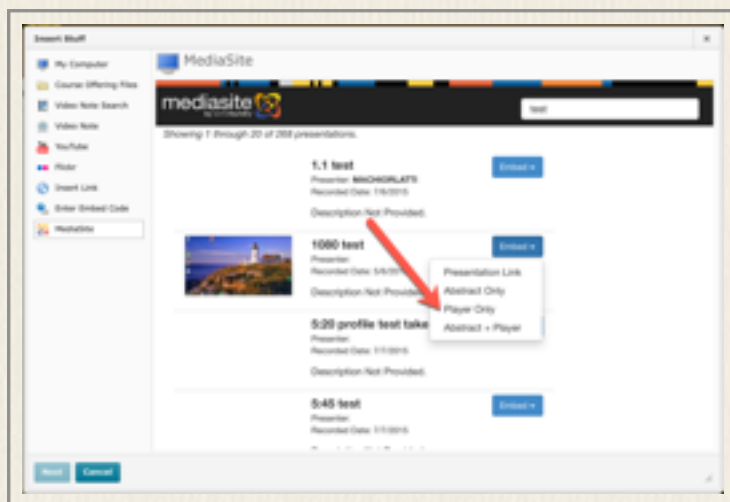 Insert Stuff
My Computer
Course Offering Files
Video Note Search
Video Note
YouTube
Flickr
Insert Link
Enter Embed Code
MediaSite
MediaSite
mediasite
test
Showing 1 through 20 of 268 presentations.
1.1 test
Embed
Presenter:
Recorded Date: 7/6/2015
Description Not Provided.
1080 test
Embed
Presenter:
Recorded Date:
Description Not Provided.
Presentation Link
Abstract Only
Player Only
Abstract + Player
5:20 profile test take
Presenter:
Recorded Date: 7/7/2015
Description Not Provided.
5:45 test
Embed
Presenter:
Recorded Date: 7/7/2015
Next
Cancel